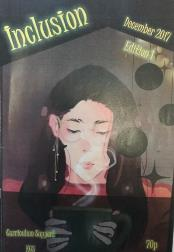 Inclusion
December 2017
Edition 1
Curriculum Support
70p